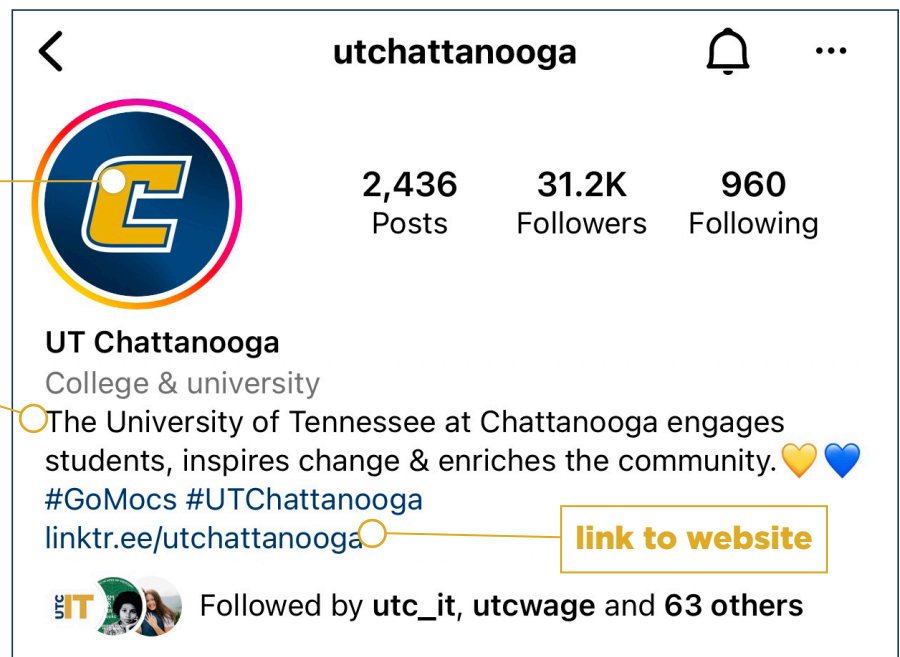 utchattanooga
C
2,436 31.2K 960
Posts Followers Following
UT Chattanooga
College & university
The University of Tennessee at Chattanooga engages
students, inspires change & enriches the community.💛💙
#GoMocs #UTChattanooga
linktr.ee/utchattanooga
link to website
UTC IT
Followed by utc_it, utcwage and 63 others